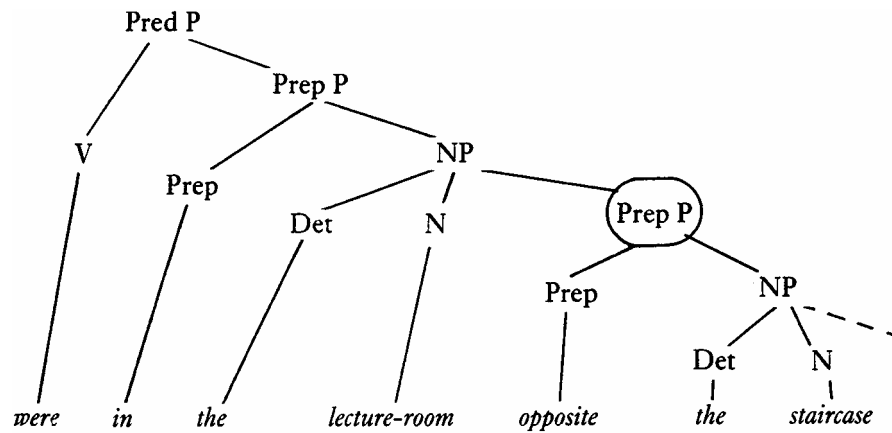 Pred P
Prep P
V
NP
Prep
Det
N
Prep P
Prep
NP
Det
N
were in the lecture-room opposite the staircase